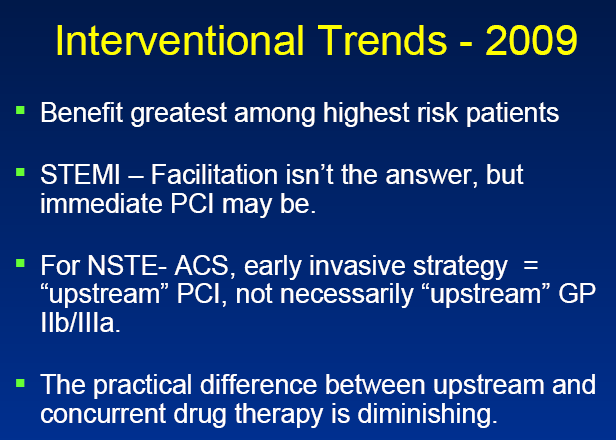 Interventional Trends - 2009
▪ Benefit greatest among highest risk patients
▪ STEMI – Facilitation isn’t the answer, but
immediate PCI may be.
▪ For NSTE- ACS, early invasive strategy =
“upstream” PCI, not necessarily “upstream” GP
IIb/IIIa.
▪ The practical difference between upstream and
concurrent drug therapy is diminishing.